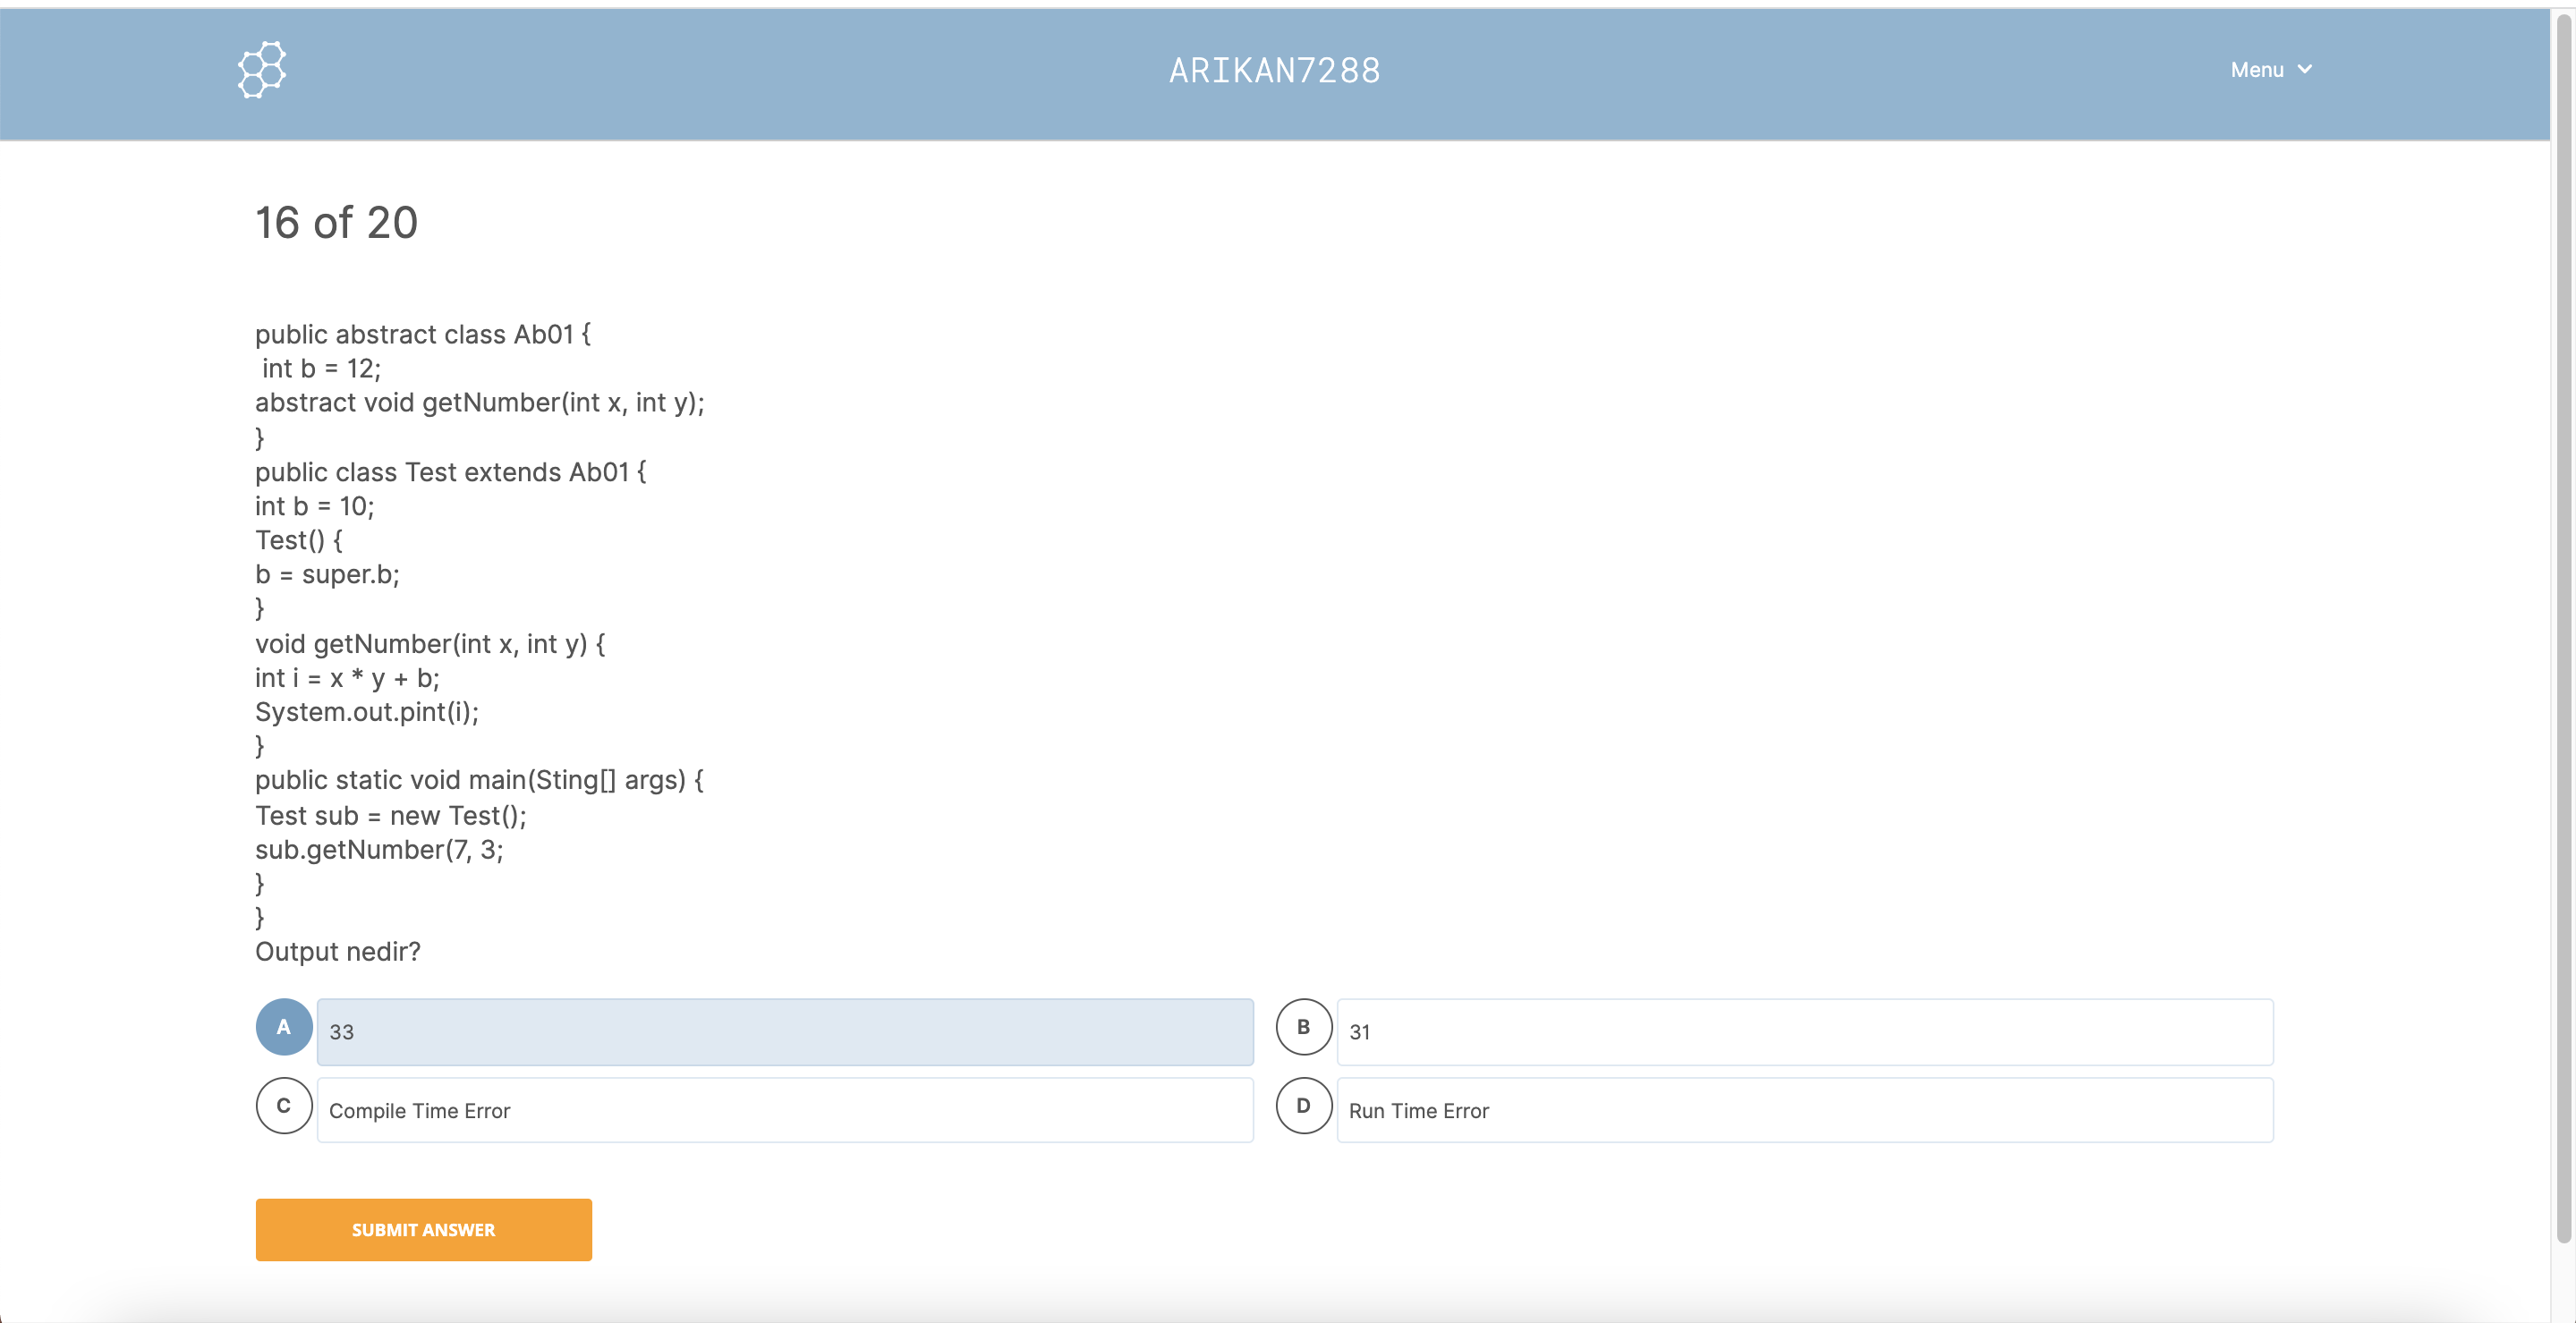 ARIKAN7288
Menu
16 of 20
public abstract class Ab01 {
int b = 12;
abstract void getNumber(int x, int y);
}
public class Test extends Ab01 {
int b = 10;
Test() {
b = super.b;
}
void getNumber(int x, int y) {
int i = x * y + b;
System.out.pint(i);
}
public static void main(Sting[] args) {
Test sub = new Test();
sub.getNumber(7, 3;
}
}
Output nedir?
A 33
B 31
C Compile Time Error
D Run Time Error
SUBMIT ANSWER